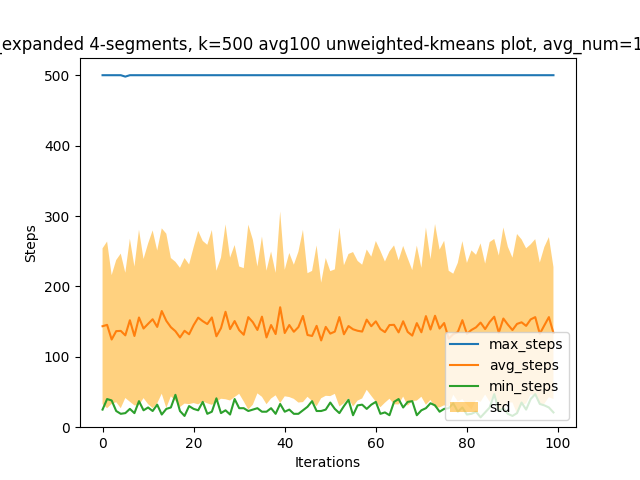 _expanded 4-segments, k=500 avg100 unweighted-kmeans plot, avg_num=1
500
400
300
200
100
0
Steps
0 20 40 60 80 100
Iterations
max_steps
avg_steps
min_steps
std